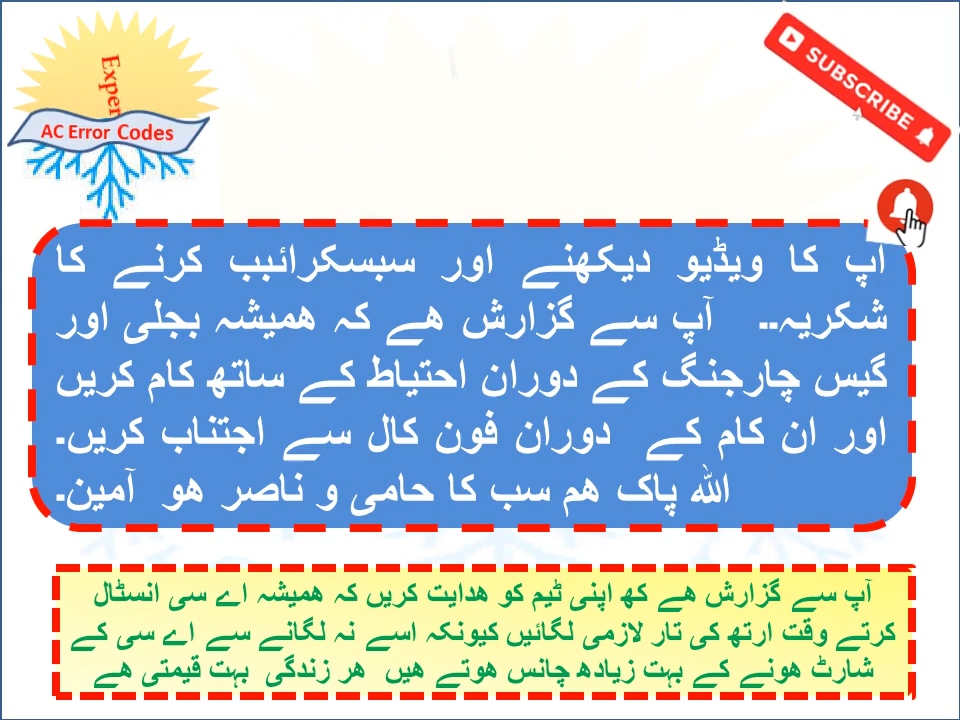 Exper
AC Error Codes
SUBSCRIBE
آپ کا ویڈیو دیکھنے اور سبسکرائبب کرنے کا
شکریہ۔۔ آپ سے گزارش ھے کہ ھمیشہ بجلی اور
گیس چارجنگ کے دوران احتیاط کے ساتھ کام کریں
اور ان کام کے دوران فون کال سے اجتناب کریں۔
اللہ پاک ھم سب کا حامی و ناصر ھو آمین۔
آپ سے گزارش ھے کھ اپنی ٹیم کو ھدایت کریں کہ ھمیشہ اے سی انسٹال
کرتے وقت ارتھ کی تار لازمی لگائیں کیونکہ اسے نہ لگانے سے اے سی کے
شارٹ ھونے کے بہت زیادھ چانس ھوتے ھیں ھر زندگی بہت قیمتی ھے